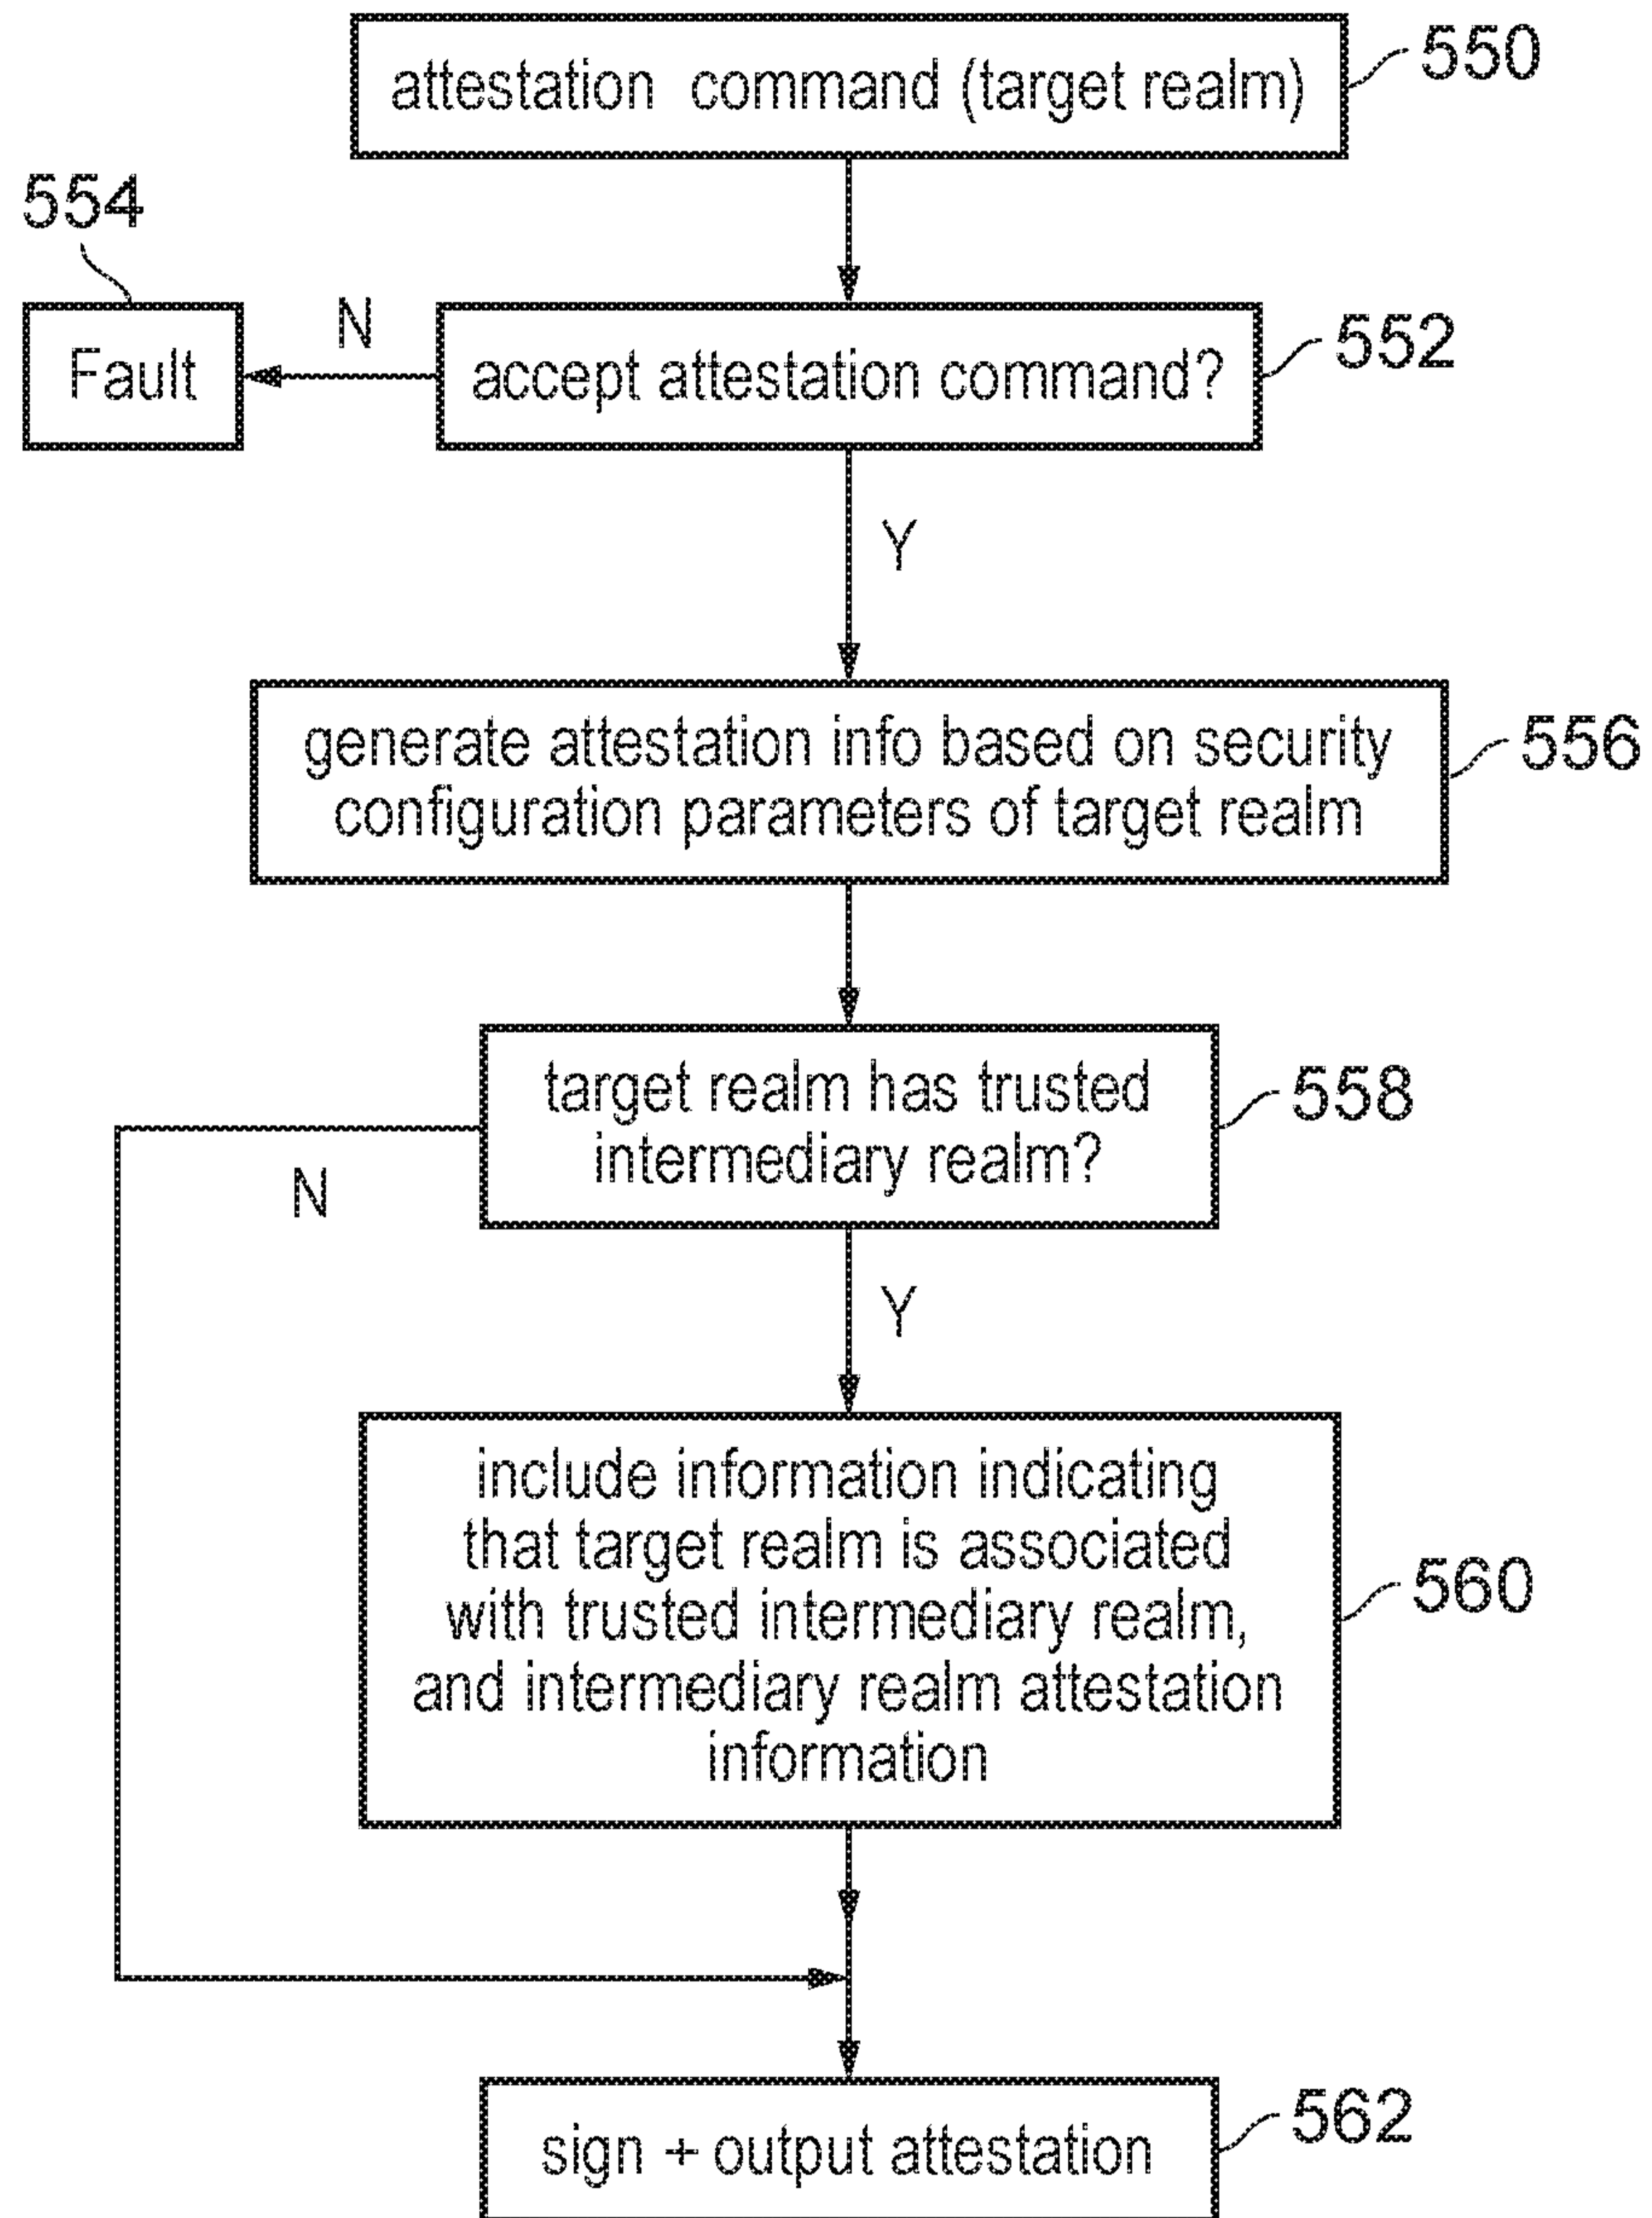 attestation command (target realm)
550
554
Fault
N
accept attestation command?
552
Y
generate attestation info based on security
configuration parameters of target realm
556
target realm has trusted
intermediary realm?
558
N
Y
include information indicating
that target realm is associated
with trusted intermediary realm,
and intermediary realm attestation
information
560
sign + output attestation
562